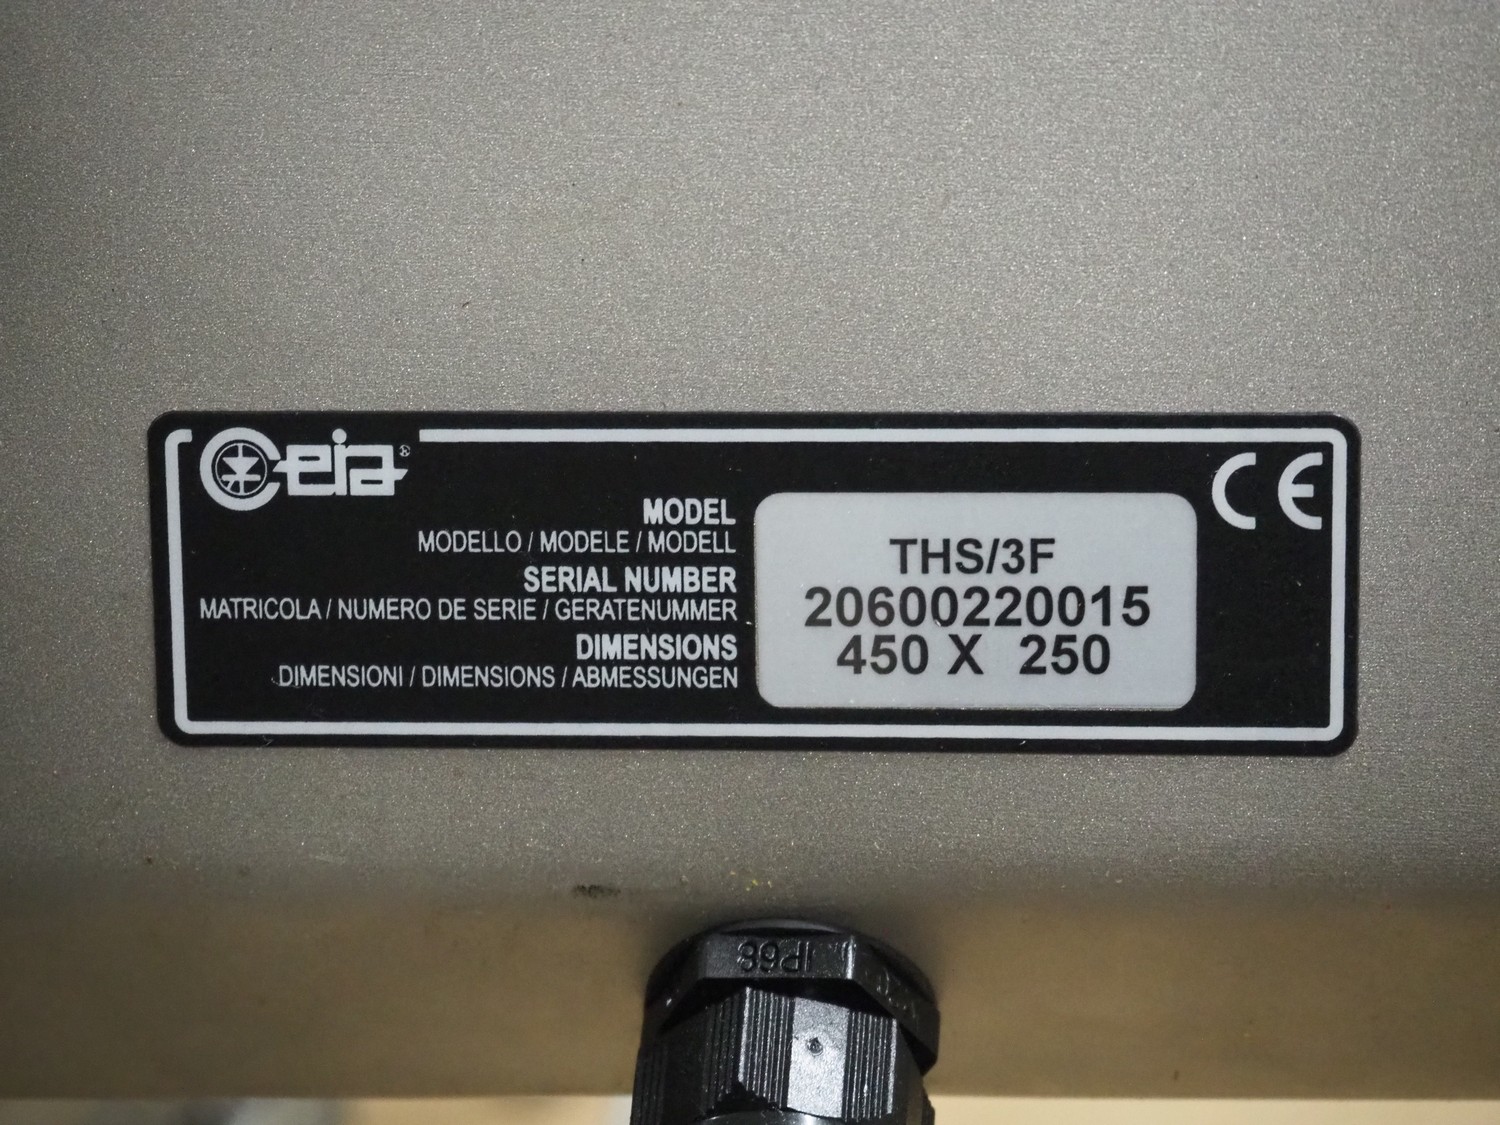 ceia®
CE
MODEL
MODELLO / MODELE / MODELL
THS/3F
SERIAL NUMBER
MATRICOLA / NUMERO DE SERIE / GERATENUMMER
20600220015
DIMENSIONS
DIMENSIONI / DIMENSIONS / ABMESSUNGEN
450 X 250
IP68